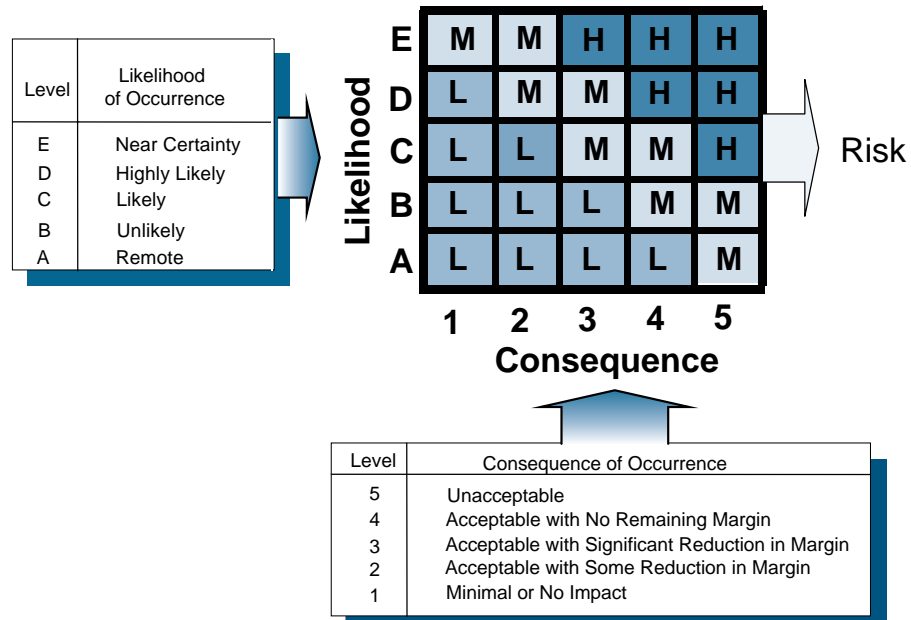 Level Likelihood of Occurrence
E Near Certainty
D Highly Likely
C Likely
B Unlikely
A Remote
Likelihood
E M M H H H
D L M M H H
C L L M M H
B L L L M M
A L L L L M
1 2 3 4 5
Consequence
Risk
Level Consequence of Occurrence
5 Unacceptable
4 Acceptable with No Remaining Margin
3 Acceptable with Significant Reduction in Margin
2 Acceptable with Some Reduction in Margin
1 Minimal or No Impact